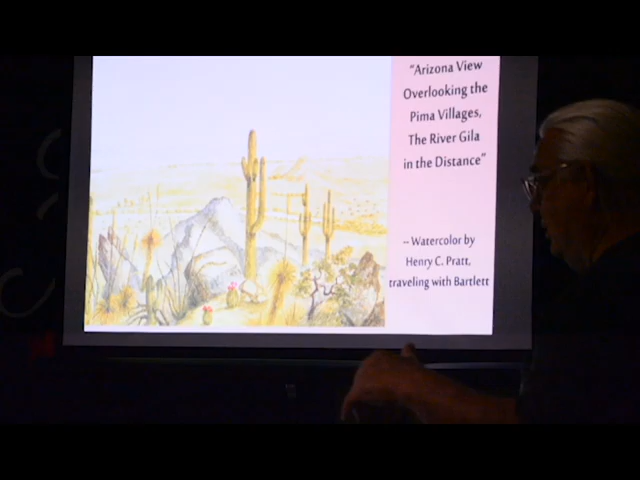 “Arizona View
Overlooking the
Pima Villages,
The River Gila
in the Distance”
-- Watercolor by
Henry C. Pratt,
traveling with Bartlett